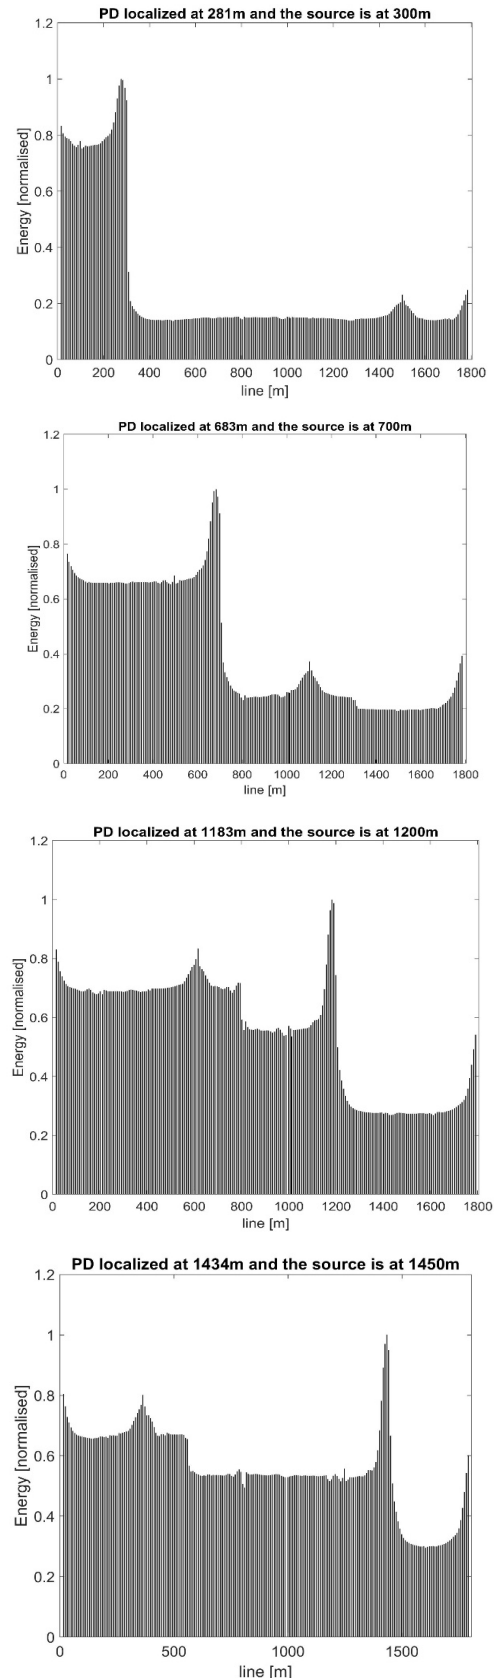 PD localized at 281m and the source is at 300m
1.2
1
0.8
0.6
0.4
0.2
0
Energy [normalised]
0 200 400 600 800 1000 1200 1400 1600 1800
line [m]
PD localized at 683m and the source is at 700m
1.2
1
0.8
0.6
0.4
0.2
0
Energy [normalised]
0 200 400 600 800 1000 1200 1400 1600 1800
line [m]
PD localized at 1183m and the source is at 1200m
1.2
1
0.8
0.6
0.4
0.2
0
Energy [normalised]
0 200 400 600 800 1000 1200 1400 1600 1800
line [m]
PD localized at 1434m and the source is at 1450m
1.2
1
0.8
0.6
0.4
0.2
0
Energy [normalised]
0 500 1000 1500
line [m]